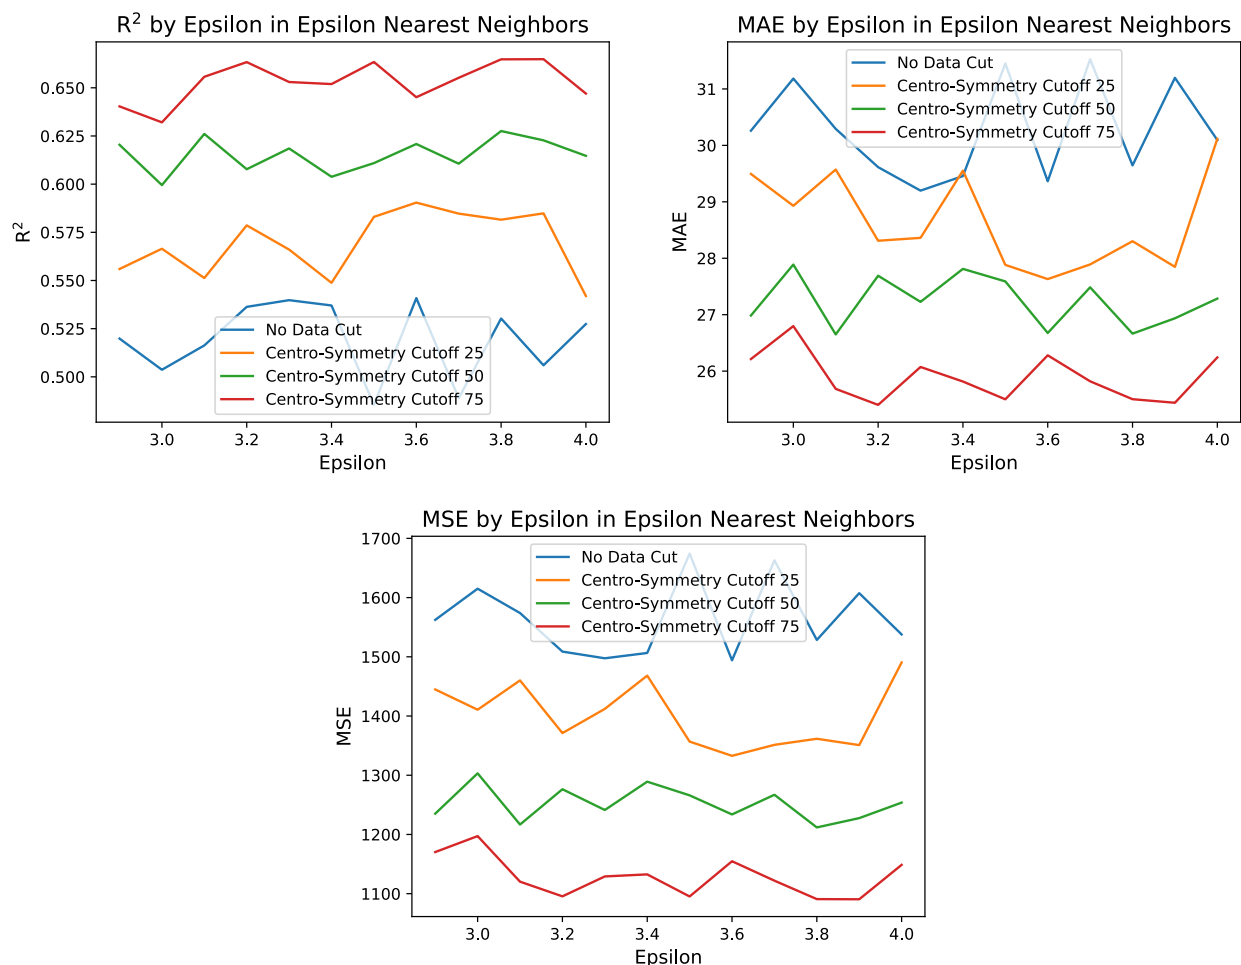 R² by Epsilon in Epsilon Nearest Neighbors
0.650
0.625
0.600
0.575
0.550
0.525
0.500
R²
No Data Cut
Centro-Symmetry Cutoff 25
Centro-Symmetry Cutoff 50
Centro-Symmetry Cutoff 75
3.0 3.2 3.4 3.6 3.8 4.0
Epsilon
MAE by Epsilon in Epsilon Nearest Neighbors
31
30
29
28
27
26
MAE
No Data Cut
Centro-Symmetry Cutoff 25
Centro-Symmetry Cutoff 50
Centro-Symmetry Cutoff 75
3.0 3.2 3.4 3.6 3.8 4.0
Epsilon
MSE by Epsilon in Epsilon Nearest Neighbors
1700
1600
1500
1400
1300
1200
1100
MSE
No Data Cut
Centro-Symmetry Cutoff 25
Centro-Symmetry Cutoff 50
Centro-Symmetry Cutoff 75
3.0 3.2 3.4 3.6 3.8 4.0
Epsilon